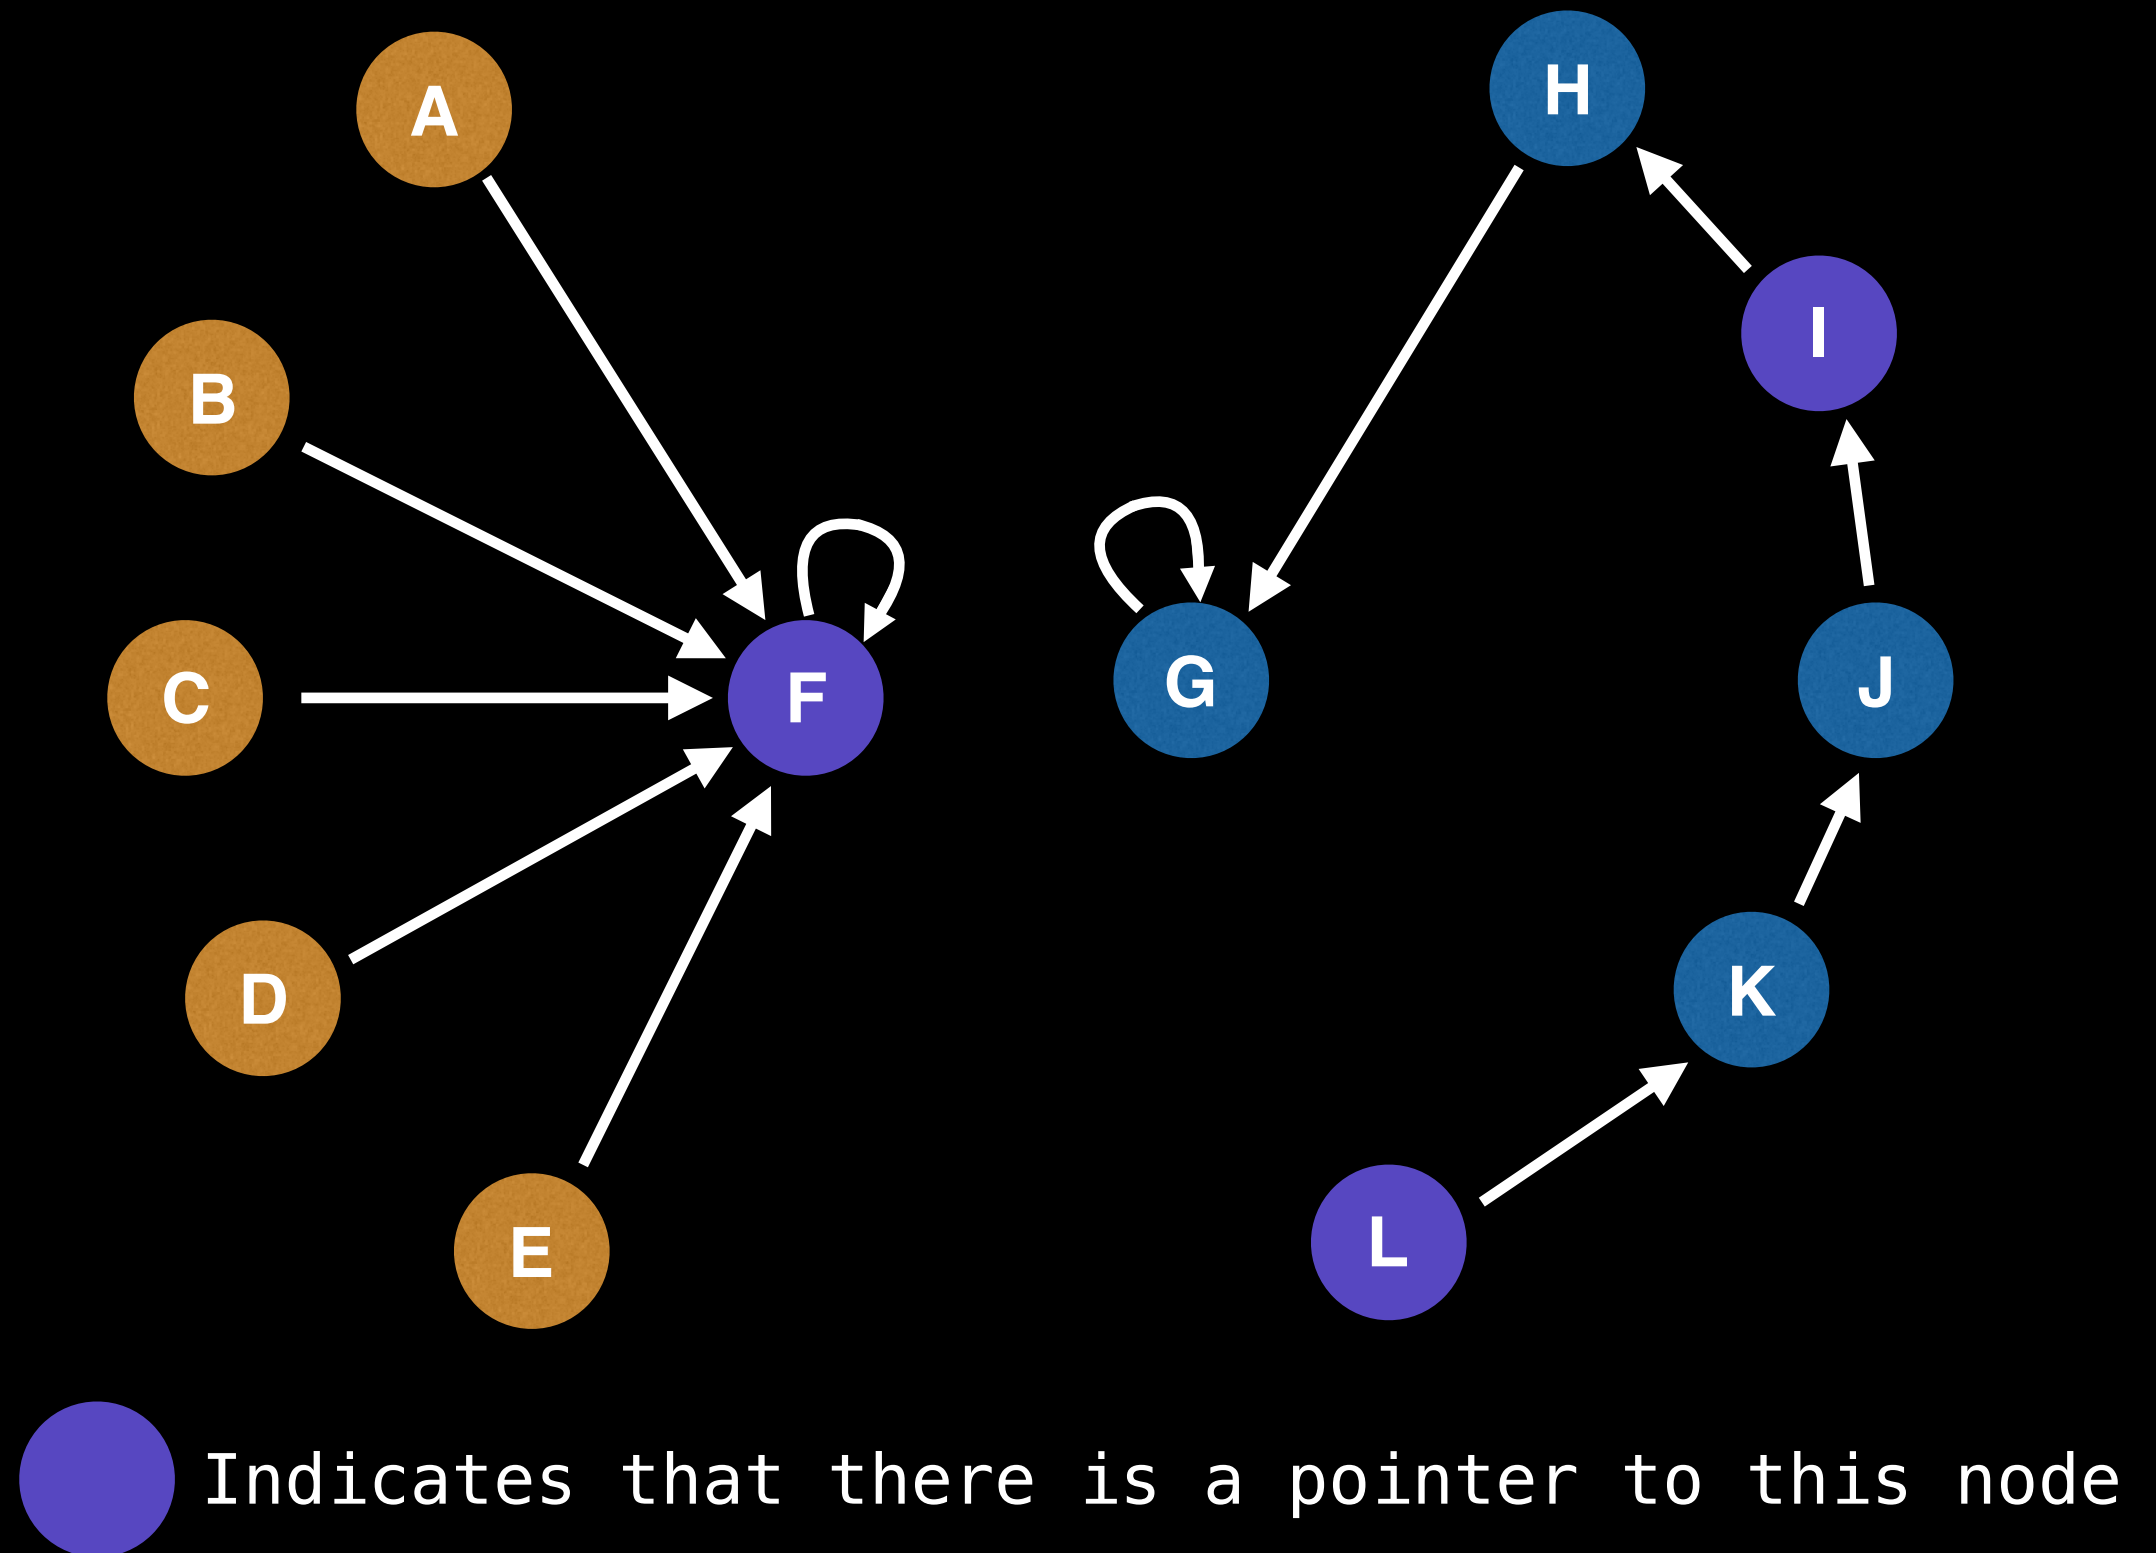 A
H
B
I
C
F
G
J
D
K
E
L
Indicates that there is a pointer to this node